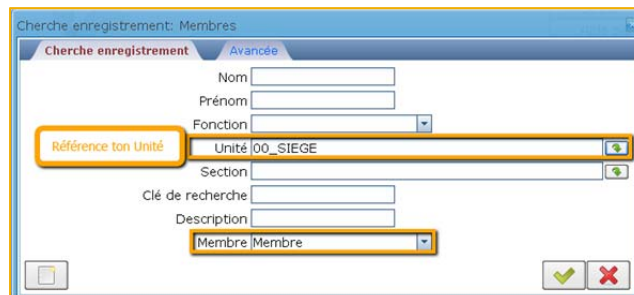 Cherche enregistrement: Membres
Cherche enregistrement Avancée
Nom
Prénom
Fonction
Référence ton Unité
Unité 00_SIEGE
Section
Clé de recherche
Description
Membre Membre